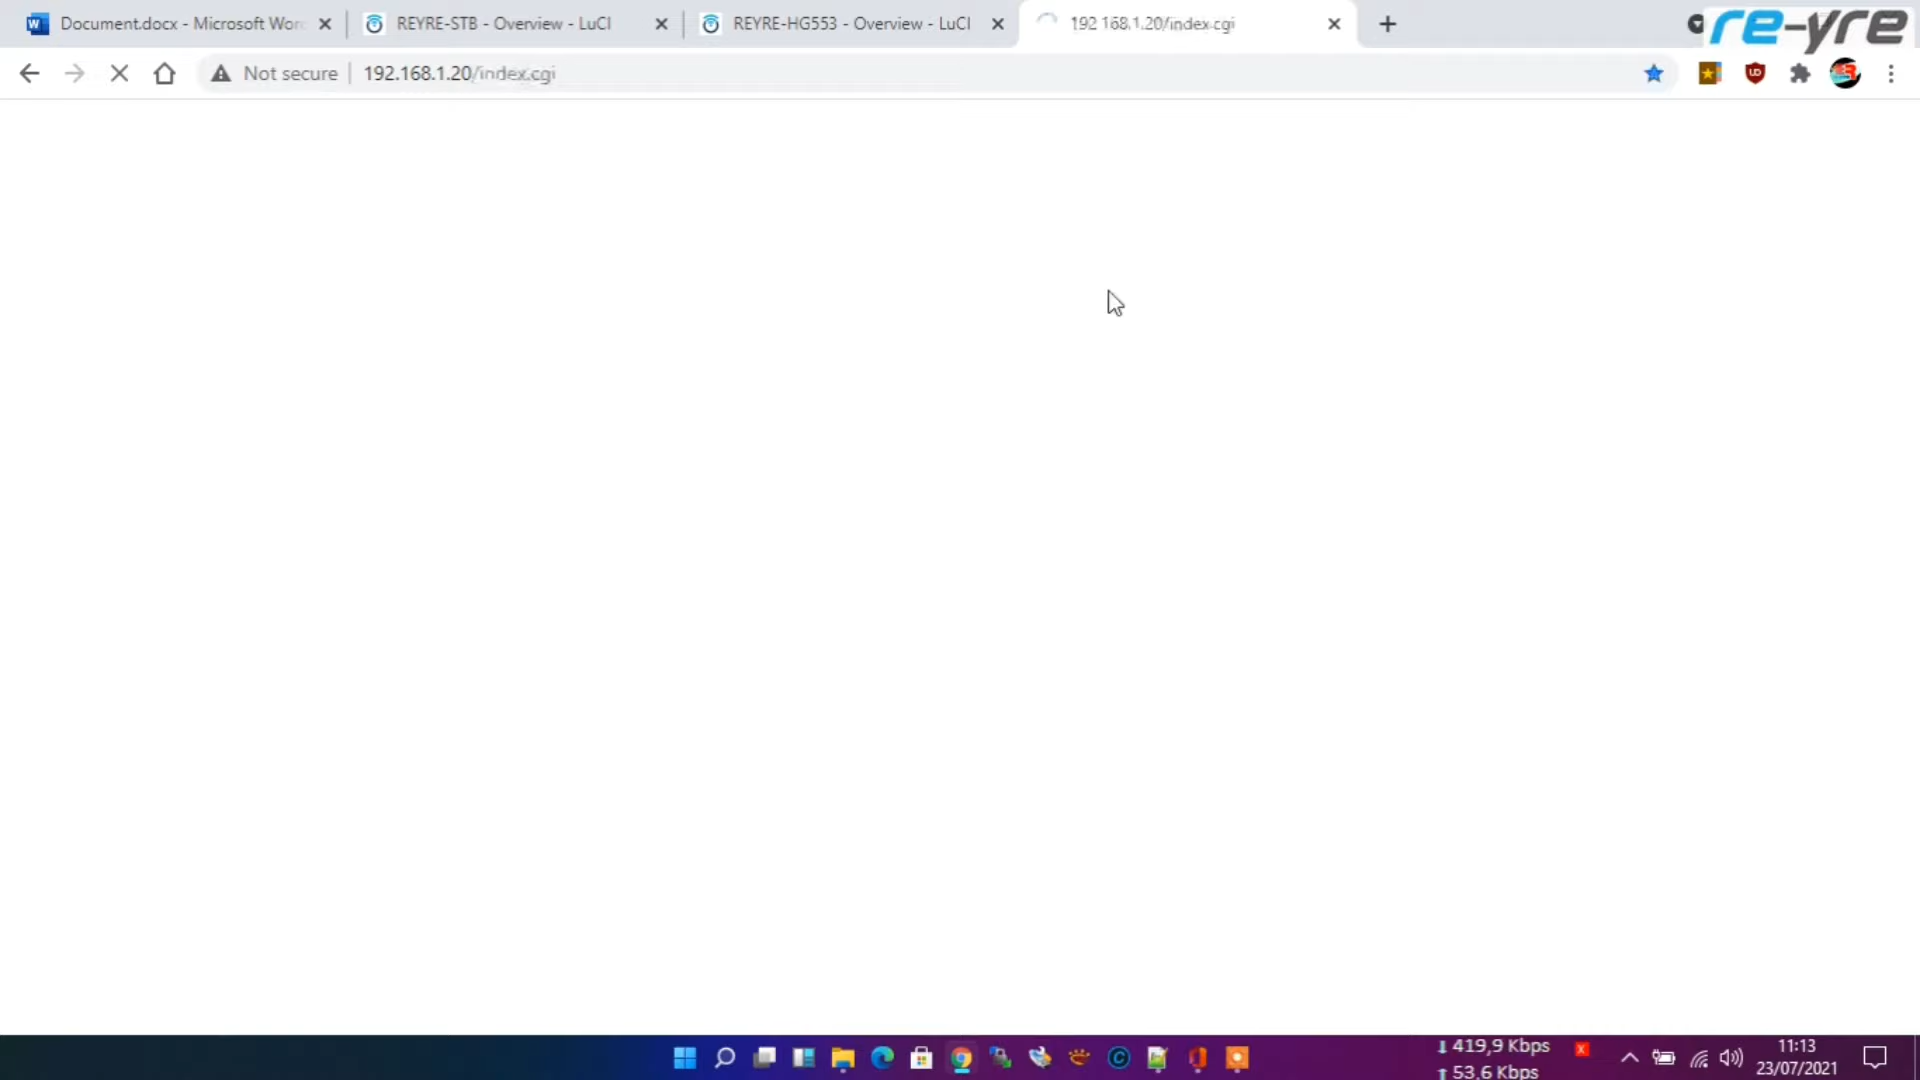 Document.docx - Microsoft Wor
REYRE-STB - Overview - LuCI
REYRE-HG553 - Overview - LuCI
192.168.1.20/index.cgi
re-yre
Not secure
192.168.1.20/index.cgi
419,9 Kbps
53,6 Kbps
11:13
23/07/2021